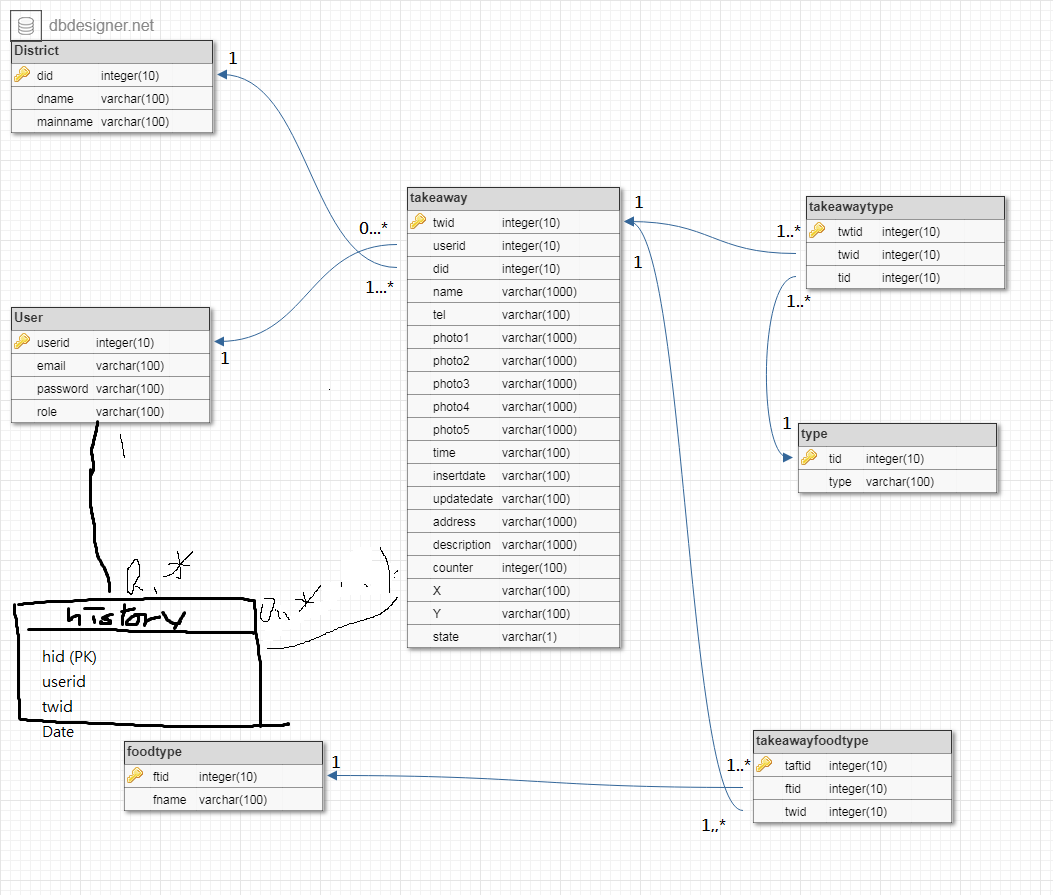 dbdesigner.net
District
did integer(10)
dname varchar(100)
mainname varchar(100)
1
0...*
1...*
User
userid integer(10)
email varchar(100)
password varchar(100)
role varchar(100)
1
takeaway
twid integer(10)
userid integer(10)
did integer(10)
name varchar(1000)
tel varchar(100)
photo1 varchar(1000)
photo2 varchar(1000)
photo3 varchar(1000)
photo4 varchar(1000)
photo5 varchar(1000)
time varchar(100)
insertdate varchar(100)
updatedate varchar(100)
address varchar(1000)
description varchar(1000)
counter integer(100)
X varchar(100)
Y varchar(100)
state varchar(1)
1
1
takeawaytype
twtid integer(10)
twid integer(10)
tid integer(10)
1..*
1..*
1
type
tid integer(10)
type varchar(100)
history
hid (PK)
userid
twid
Date
foodtype
ftid integer(10)
fname varchar(100)
1
1..*
1,,*
takeawayfoodtype
taftid integer(10)
ftid integer(10)
twid integer(10)